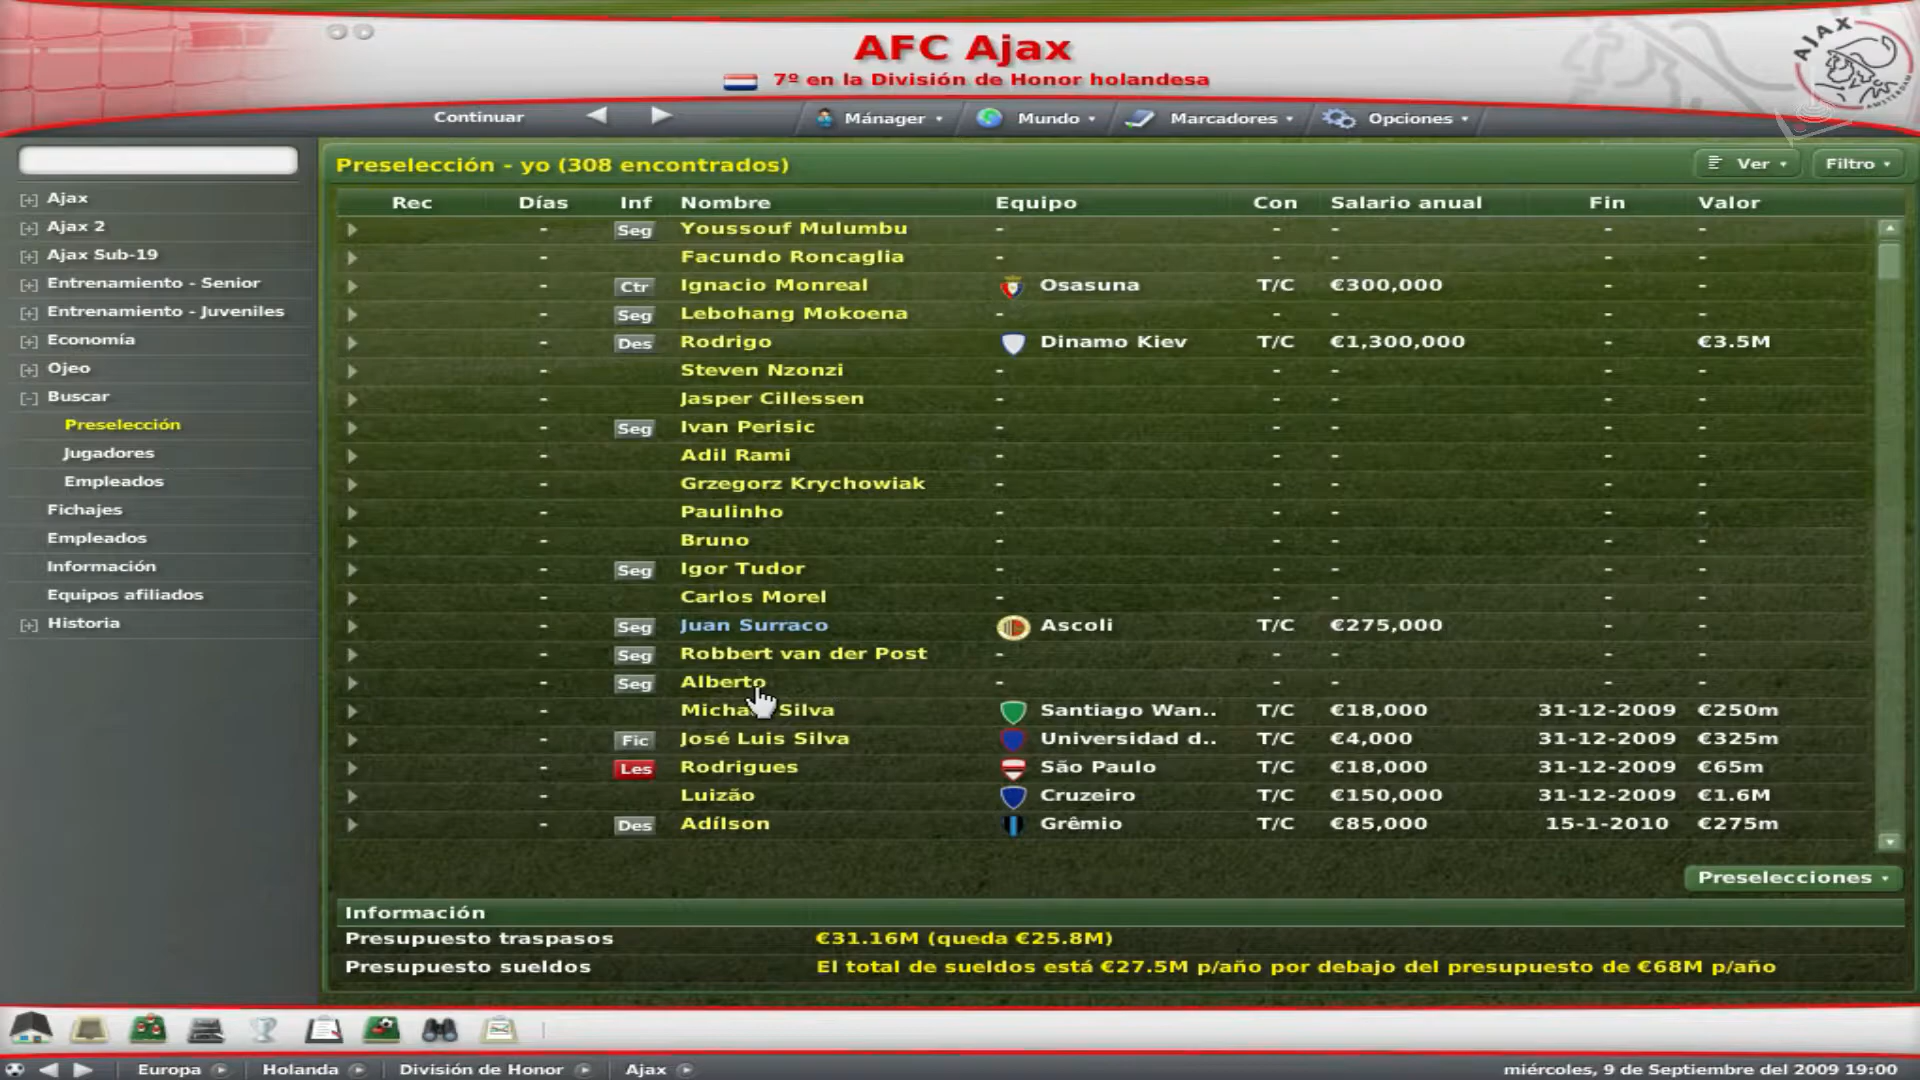 AFC Ajax
7º en la División de Honor holandesa
Continuar
Mánager
Mundo
Marcadores
Opciones
AJAX
AMSTERDAM
Ajax
Ajax 2
Ajax Sub-19
Entrenamiento - Senior
Entrenamiento - Juveniles
Economía
Ojeo
Buscar
Preselección
Jugadores
Empleados
Fichajes
Empleados
Información
Equipos afiliados
Historia
Preselección - yo (308 encontrados)
Ver
Filtro
Rec Días Inf Nombre Equipo Con Salario anual Fin Valor
- Seg Youssouf Mulumbu - - - - -
- Facundo Roncaglia - - - - -
- Ctr Ignacio Monreal Osasuna T/C €300,000 - -
- Seg Lebohang Mokoena - - - - -
- Des Rodrigo Dinamo Kiev T/C €1,300,000 - €3.5M
- Steven Nzonzi - - - - -
- Jasper Cillessen - - - - -
- Seg Ivan Perisic - - - - -
- Adil Rami - - - - -
- Grzegorz Krychowiak - - - - -
- Paulinho - - - - -
- Bruno - - - - -
- Seg Igor Tudor - - - - -
- Carlos Morel - - - - -
- Seg Juan Surraco Ascoli T/C €275,000 - -
- Seg Robbert van der Post - - - - -
- Seg Alberto - - - - -
- Micha Silva Santiago Wan.. T/C €18,000 31-12-2009 €250m
- Fic José Luis Silva Universidad d.. T/C €4,000 31-12-2009 €325m
- Les Rodrigues São Paulo T/C €18,000 31-12-2009 €65m
- Luizão Cruzeiro T/C €150,000 31-12-2009 €1.6M
- Des Adílson Grêmio T/C €85,000 15-1-2010 €275m
Preselecciones
Información
Presupuesto traspasos €31.16M (queda €25.8M)
Presupuesto sueldos El total de sueldos está €27.5M p/año por debajo del presupuesto de €68M p/año
Europa Holanda División de Honor Ajax miércoles, 9 de Septiembre del 2009 19:00